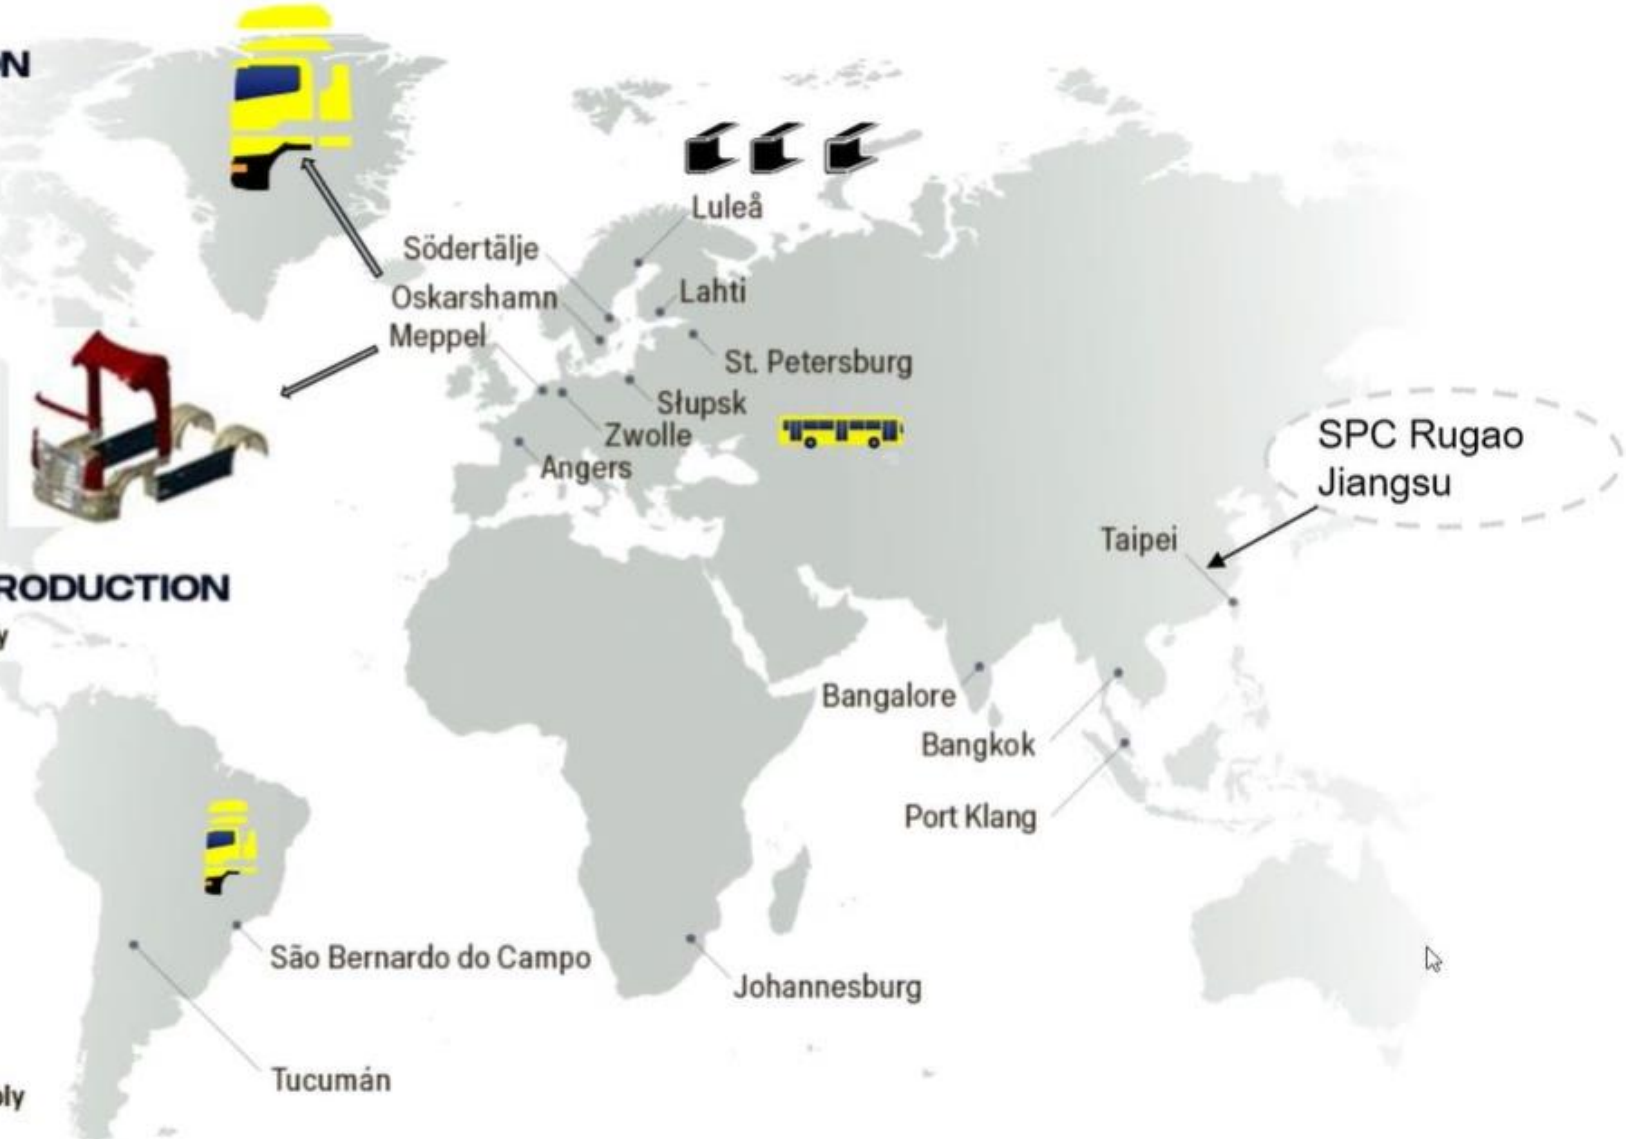 N
Luleå
Södertälje
Oskarshamn
Lahti
Meppel
St. Petersburg
Słupsk
Zwolle
Angers
SPC Rugao
Jiangsu
Taipei
RODUCTION
y
Bangalore
Bangkok
Port Klang
São Bernardo do Campo
Johannesburg
Tucumán
ply